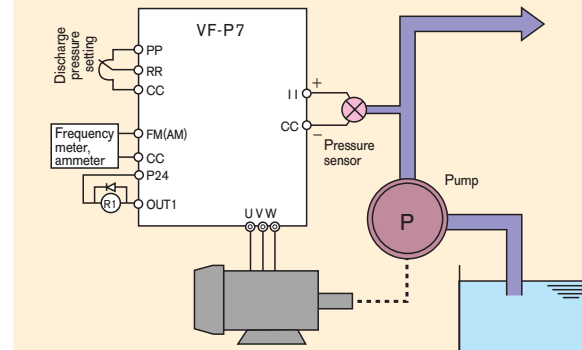 VF-P7
Discharge
pressure
setting
PP
RR
CC
Frequency
meter,
ammeter
FM(AM)
CC
P24
R1
OUT1
II
+
CC
−
Pressure
sensor
U V W
Pump
P